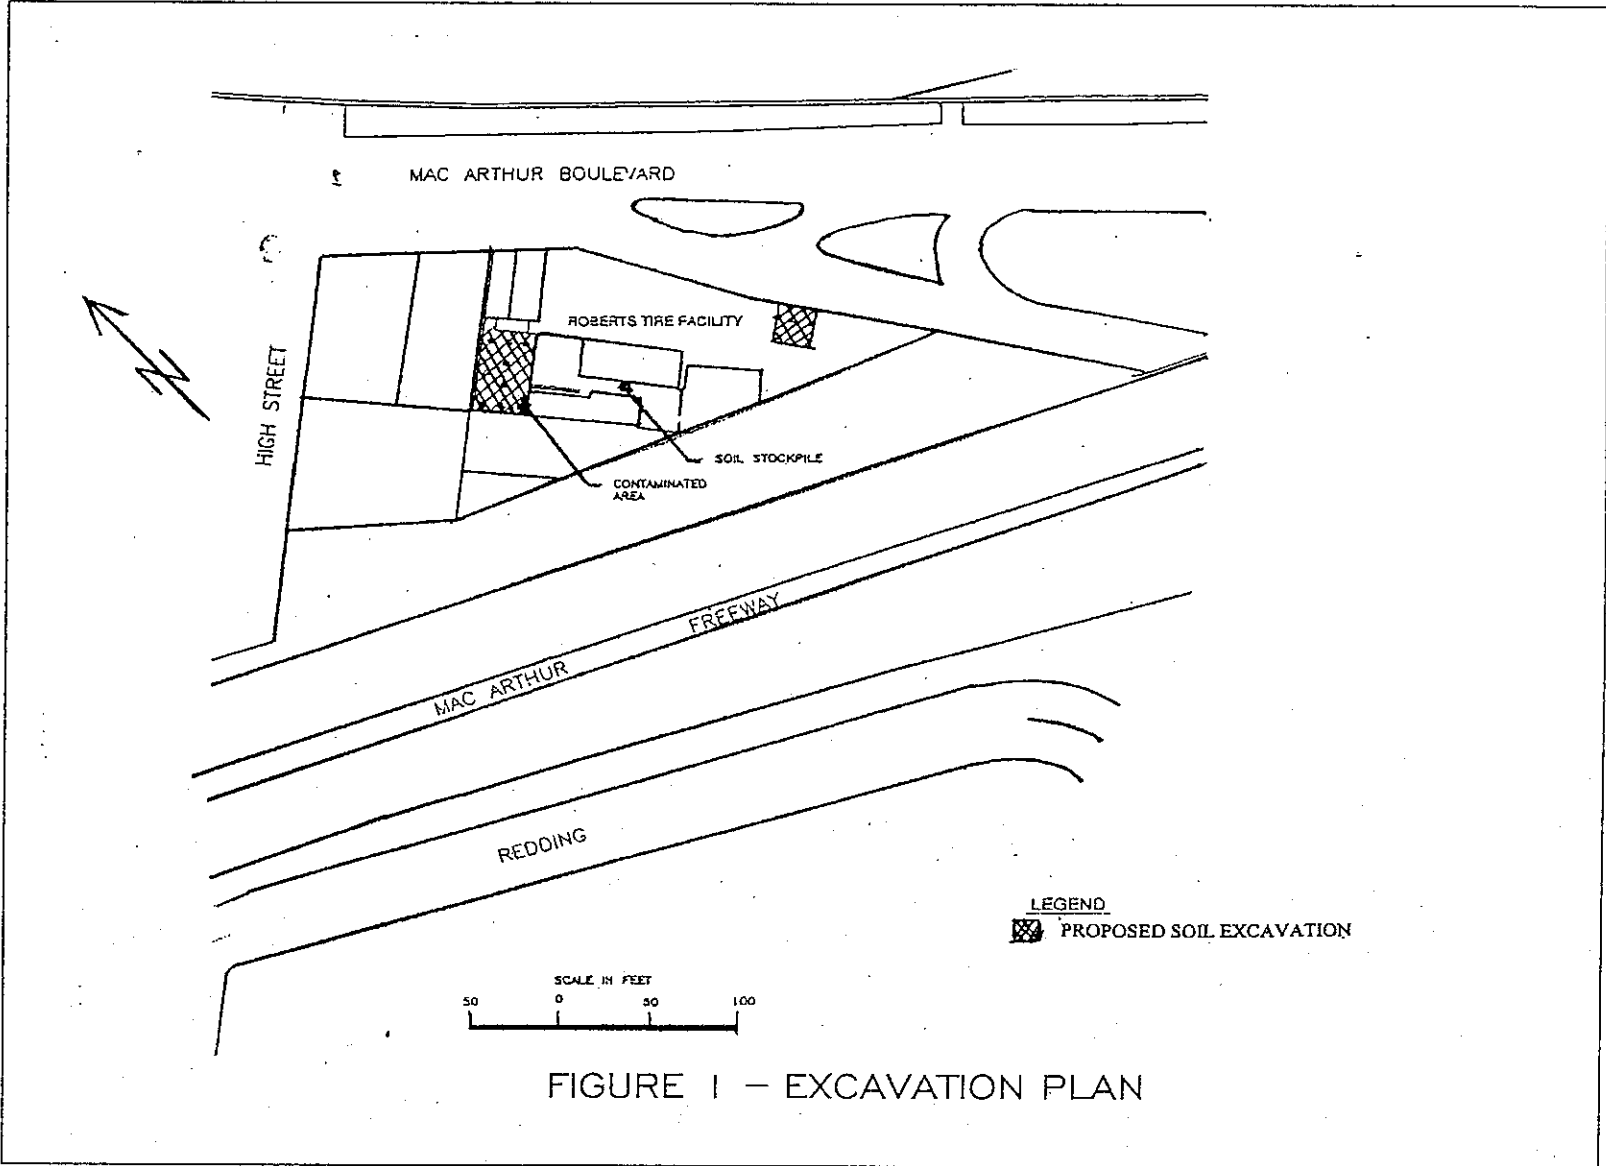 MAC ARTHUR BOULEVARD
ROBERTS TIRE FACILITY
HIGH STREET
SOIL STOCKPILE
CONTAMINATED
AREA
FREEWAY
MAC ARTHUR
REDDING
LEGEND
PROPOSED SOIL EXCAVATION
SCALE IN FEET
50 0 50 100
FIGURE 1 - EXCAVATION PLAN